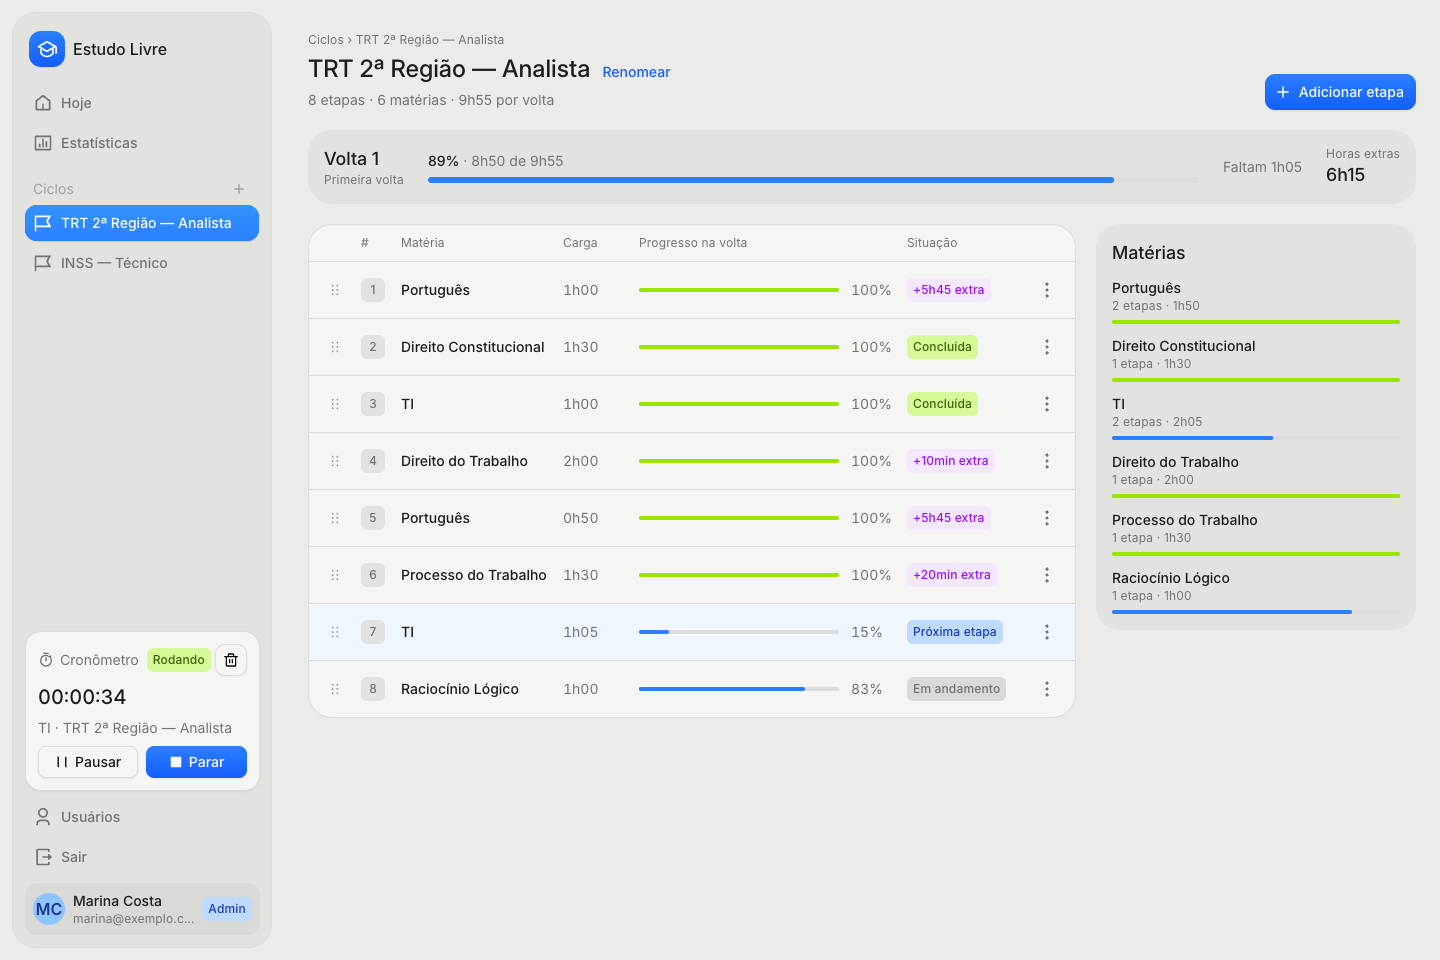 Estudo Livre
Hoje
Estatísticas
Ciclos
TRT 2ª Região — Analista
INSS — Técnico
Cronômetro
Rodando
00:00:34
TI · TRT 2ª Região — Analista
Pausar
Parar
Usuários
Sair
MC
Marina Costa
marina@exemplo.c...
Admin
Ciclos › TRT 2ª Região — Analista
TRT 2ª Região — Analista Renomear
8 etapas · 6 matérias · 9h55 por volta
Adicionar etapa
Volta 1
Primeira volta
89% · 8h50 de 9h55
Faltam 1h05
Horas extras
6h15
# Matéria Carga Progresso na volta Situação
1 Português 1h00 100% +5h45 extra
2 Direito Constitucional 1h30 100% Concluída
3 TI 1h00 100% Concluída
4 Direito do Trabalho 2h00 100% +10min extra
5 Português 0h50 100% +5h45 extra
6 Processo do Trabalho 1h30 100% +20min extra
7 TI 1h05 15% Próxima etapa
8 Raciocínio Lógico 1h00 83% Em andamento
Matérias
Português
2 etapas · 1h50
Direito Constitucional
1 etapa · 1h30
TI
2 etapas · 2h05
Direito do Trabalho
1 etapa · 2h00
Processo do Trabalho
1 etapa · 1h30
Raciocínio Lógico
1 etapa · 1h00